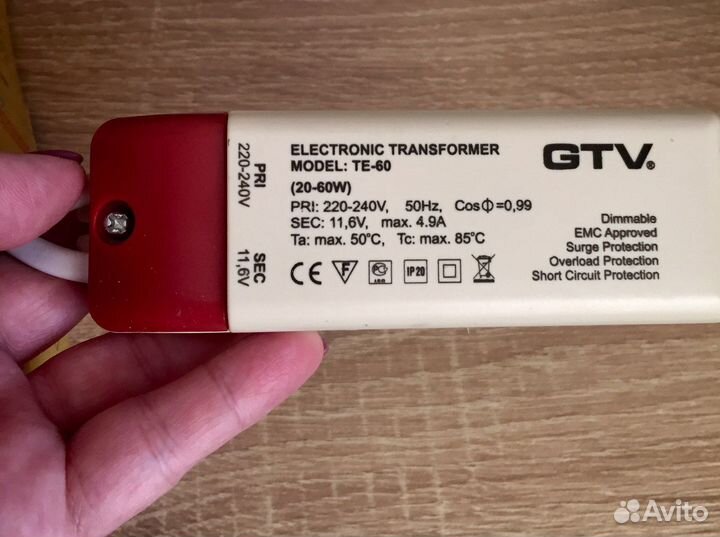 PRI
220-240V
SEC
11,6V
ELECTRONIC TRANSFORMER
MODEL: TE-60
(20-60W)
PRI: 220-240V, 50Hz, CosΦ=0,99
SEC: 11,6V, max. 4.9A
Ta: max. 50°C, Tc: max. 85°C
CE F IP 20
GTV®
Dimmable
EMC Approved
Surge Protection
Overload Protection
Short Circuit Protection
Avito